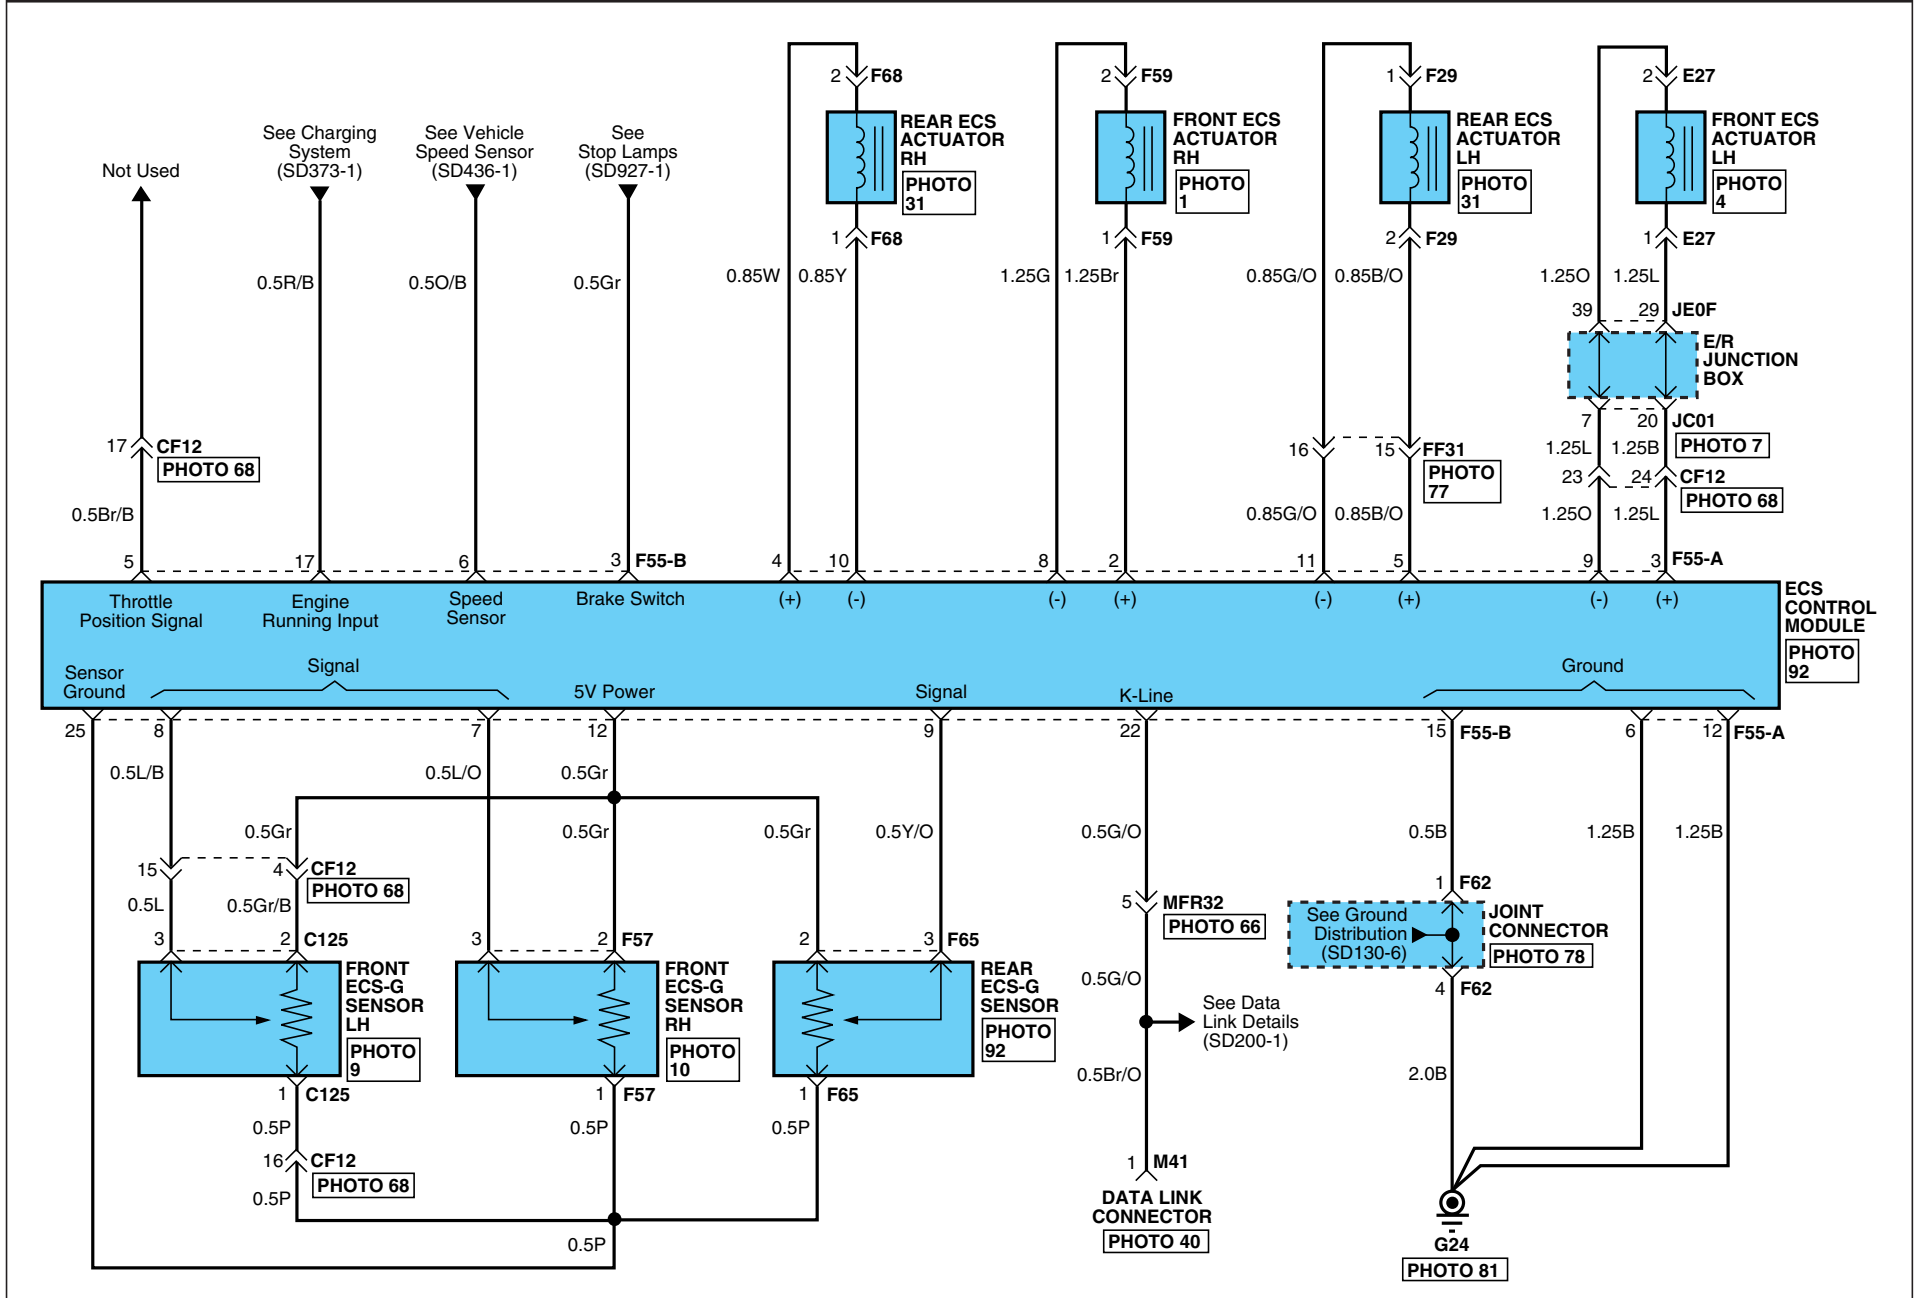 2 F68
2 F59
1 F29
2 E27
REAR ECS
ACTUATOR
RH
PHOTO
31
FRONT ECS
ACTUATOR
RH
PHOTO
1
REAR ECS
ACTUATOR
LH
PHOTO
31
FRONT ECS
ACTUATOR
LH
PHOTO
4
Not Used
See Charging
System
(SD373-1)
See Vehicle
Speed Sensor
(SD436-1)
See
Stop Lamps
(SD927-1)
1 F68
1 F59
2 F29
1 E27
0.5R/B
0.5O/B
0.5Gr
0.85W 0.85Y
1.25G 1.25Br
0.85G/O 0.85B/O
1.25O 1.25L
39 29 JE0F
E/R
JUNCTION
BOX
7 20 JC01
PHOTO 7
1.25L 1.25B
17 CF12
PHOTO 68
16 15 FF31
PHOTO
77
23 24 CF12
PHOTO 68
0.5Br/B
0.85G/O 0.85B/O
1.25O 1.25L
5 17 6 3 F55-B
4 10 8 2 11 5 9 3 F55-A
Throttle
Position Signal
Engine
Running Input
Speed
Sensor
Brake Switch
(+) (-) (-) (+) (-) (+) (-) (+)
ECS
CONTROL
MODULE
PHOTO
92
Sensor
Ground
Signal
5V Power
Signal
K-Line
Ground
25 8 7 12 9 22 15 F55-B 6 12 F55-A
0.5L/B
0.5L/O
0.5Gr
0.5Gr
0.5Gr
0.5Gr
0.5Y/O
0.5G/O
0.5B
1.25B
1.25B
15 4 CF12
PHOTO 68
0.5L 0.5Gr/B
5 MFR32
PHOTO 66
1 F62
See Ground
Distribution
(SD130-6)
JOINT
CONNECTOR
PHOTO 78
4 F62
3 2 C125
3 2 F57
2 3 F65
FRONT
ECS-G
SENSOR
LH
PHOTO
9
FRONT
ECS-G
SENSOR
RH
PHOTO
10
REAR
ECS-G
SENSOR
PHOTO
92
0.5G/O
See Data
Link Details
(SD200-1)
0.5Br/O
2.0B
1 C125
1 F57
1 F65
0.5P
0.5P
0.5P
16 CF12
PHOTO 68
0.5P
0.5P
1 M41
DATA LINK
CONNECTOR
PHOTO 40
G24
PHOTO 81